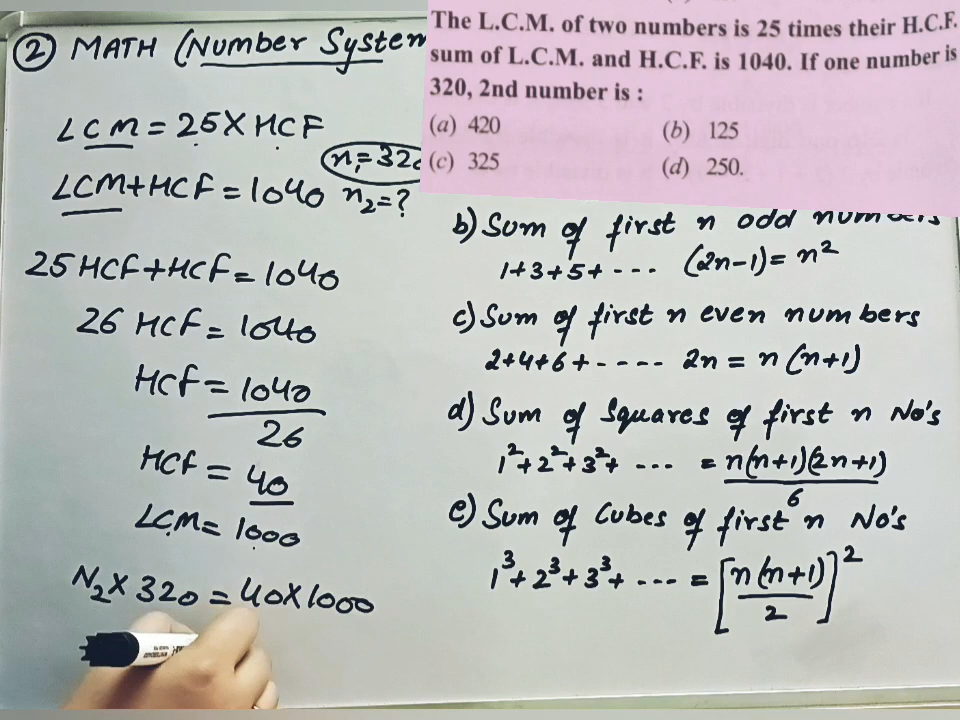 2 MATH (Number System
The L.C.M. of two numbers is 25 times their H.C.F.
sum of L.C.M. and H.C.F. is 1040. If one number is
320, 2nd number is :
(a) 420 (b) 125
(c) 325 (d) 250.
LCM = 25 X HCF
n₁ = 320
LCM + HCF = 1040 n₂ = ?
25 HCF + HCF = 1040
26 HCF = 1040
HCF = 1040
26
HCF = 40
LCM = 1000
N₂ X 320 = 40 X 1000
b) Sum of first n odd numbers
1+3+5+ - - - (2n-1) = n²
c) Sum of first n even numbers
2+4+6+ - - - - 2n = n (n+1)
d) Sum of Squares of first n No's
1²+2²+3²+ --- = n(n+1)(2n+1)
6
e) Sum of Cubes of first n No's
1³+2³+3³+ --- = [n(n+1)]²
2